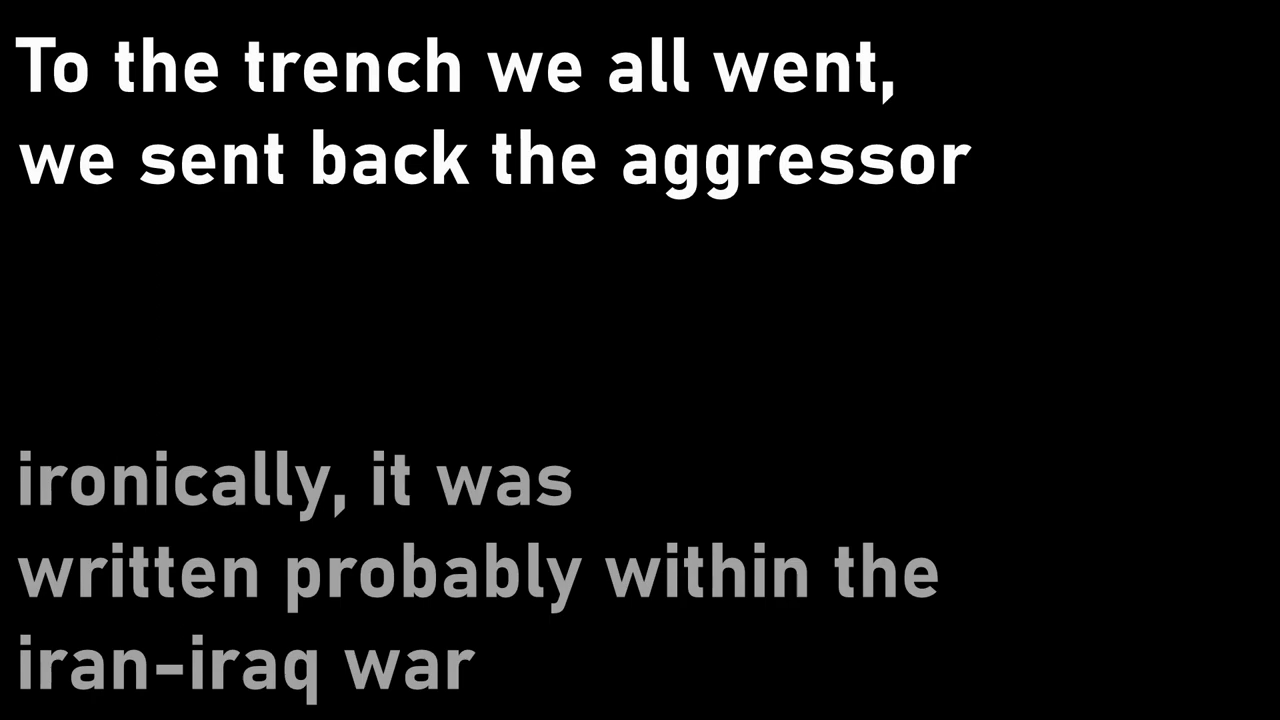 To the trench we all went,
we sent back the aggressor
ironically, it was
written probably within the
iran-iraq war